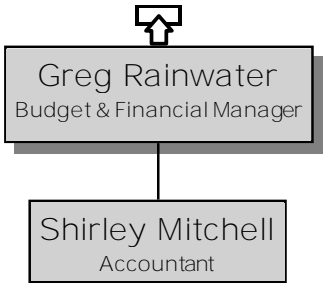 Greg Rainwater
Budget & Financial Manager
Shirley Mitchell
Accountant